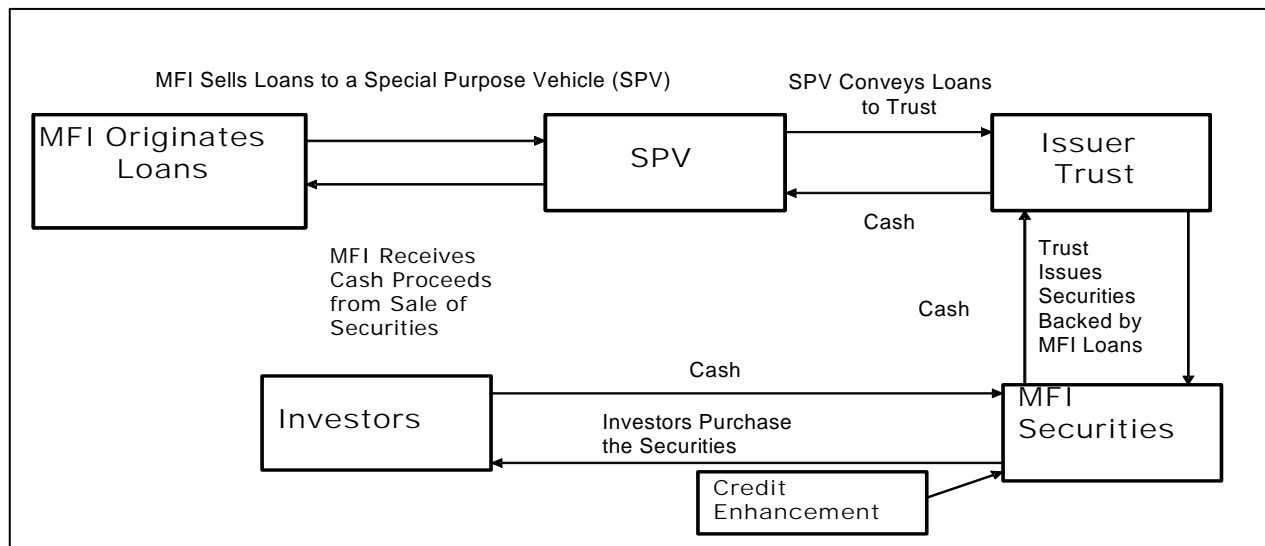 MFI Sells Loans to a Special Purpose Vehicle (SPV)
SPV Conveys Loans
to Trust
MFI Originates
Loans
SPV
Issuer
Trust
Cash
MFI Receives
Cash Proceeds
from Sale of
Securities
Cash
Trust
Issues
Securities
Backed by
MFI Loans
Cash
Investors
Investors Purchase
the Securities
MFI
Securities
Credit
Enhancement